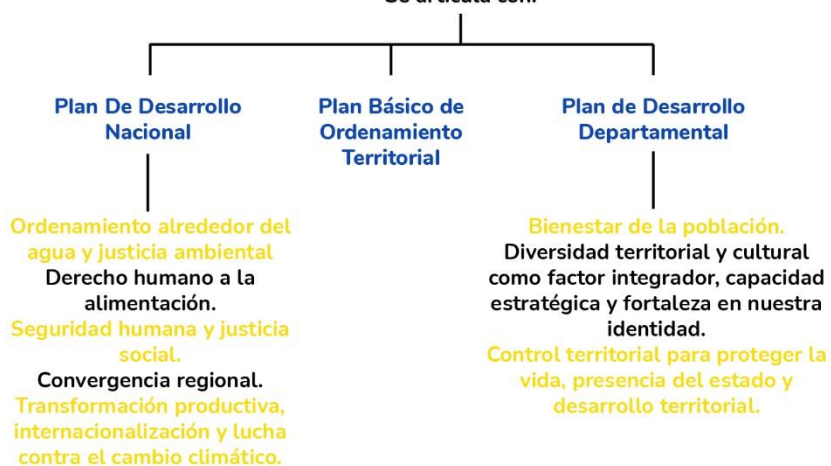 Se articula con:
Plan De Desarrollo
Nacional
Plan Básico de
Ordenamiento
Territorial
Plan de Desarrollo
Departamental
Ordenamiento alrededor del
agua y justicia ambiental
Derecho humano a la
alimentación.
Seguridad humana y justicia
social.
Convergencia regional.
Transformación productiva,
internacionalización y lucha
contra el cambio climático.
Bienestar de la población.
Diversidad territorial y cultural
como factor integrador, capacidad
estratégica y fortaleza en nuestra
identidad.
Control territorial para proteger la
vida, presencia del estado y
desarrollo territorial.